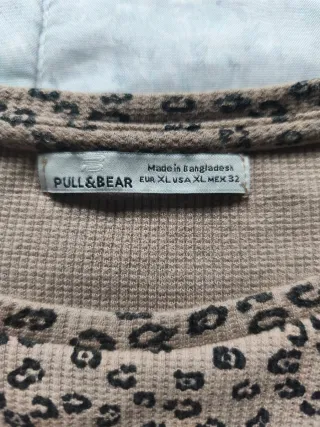 PULL&BEAR
Made in Bangladesh
EUR XL USA XL MEX 32